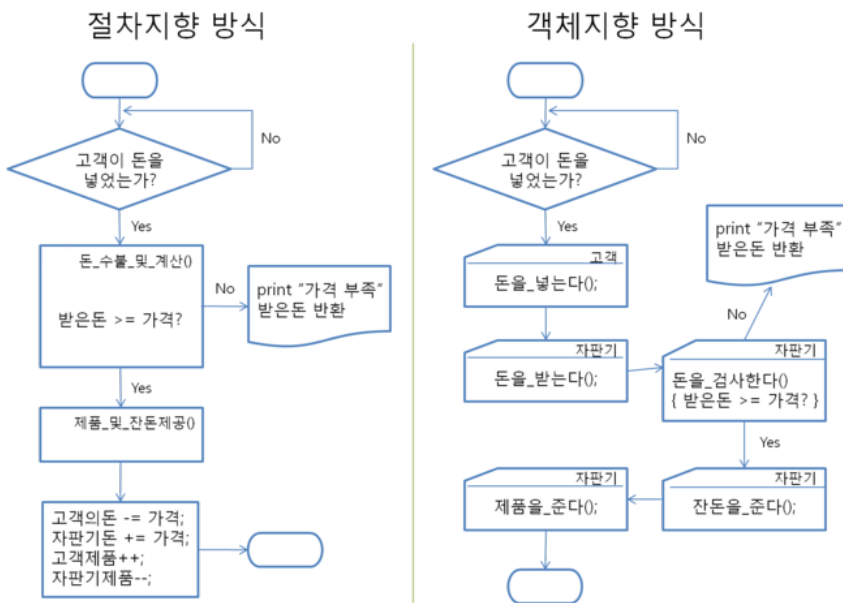 절차지향 방식
No
고객이 돈을
넣었는가?
Yes
돈_수불_및_계산()
받은돈 >= 가격?
No
print "가격 부족"
받은돈 반환
Yes
제품_및_잔돈제공()
고객의돈 -= 가격;
자판기돈 += 가격;
고객제품++;
자판기제품--;
객체지향 방식
No
고객이 돈을
넣었는가?
Yes
고객
돈을_넣는다();
자판기
돈을_받는다();
자판기
돈을_검사한다()
{ 받은돈 >= 가격? }
No
print "가격 부족"
받은돈 반환
Yes
자판기
잔돈을_준다();
자판기
제품을_준다();